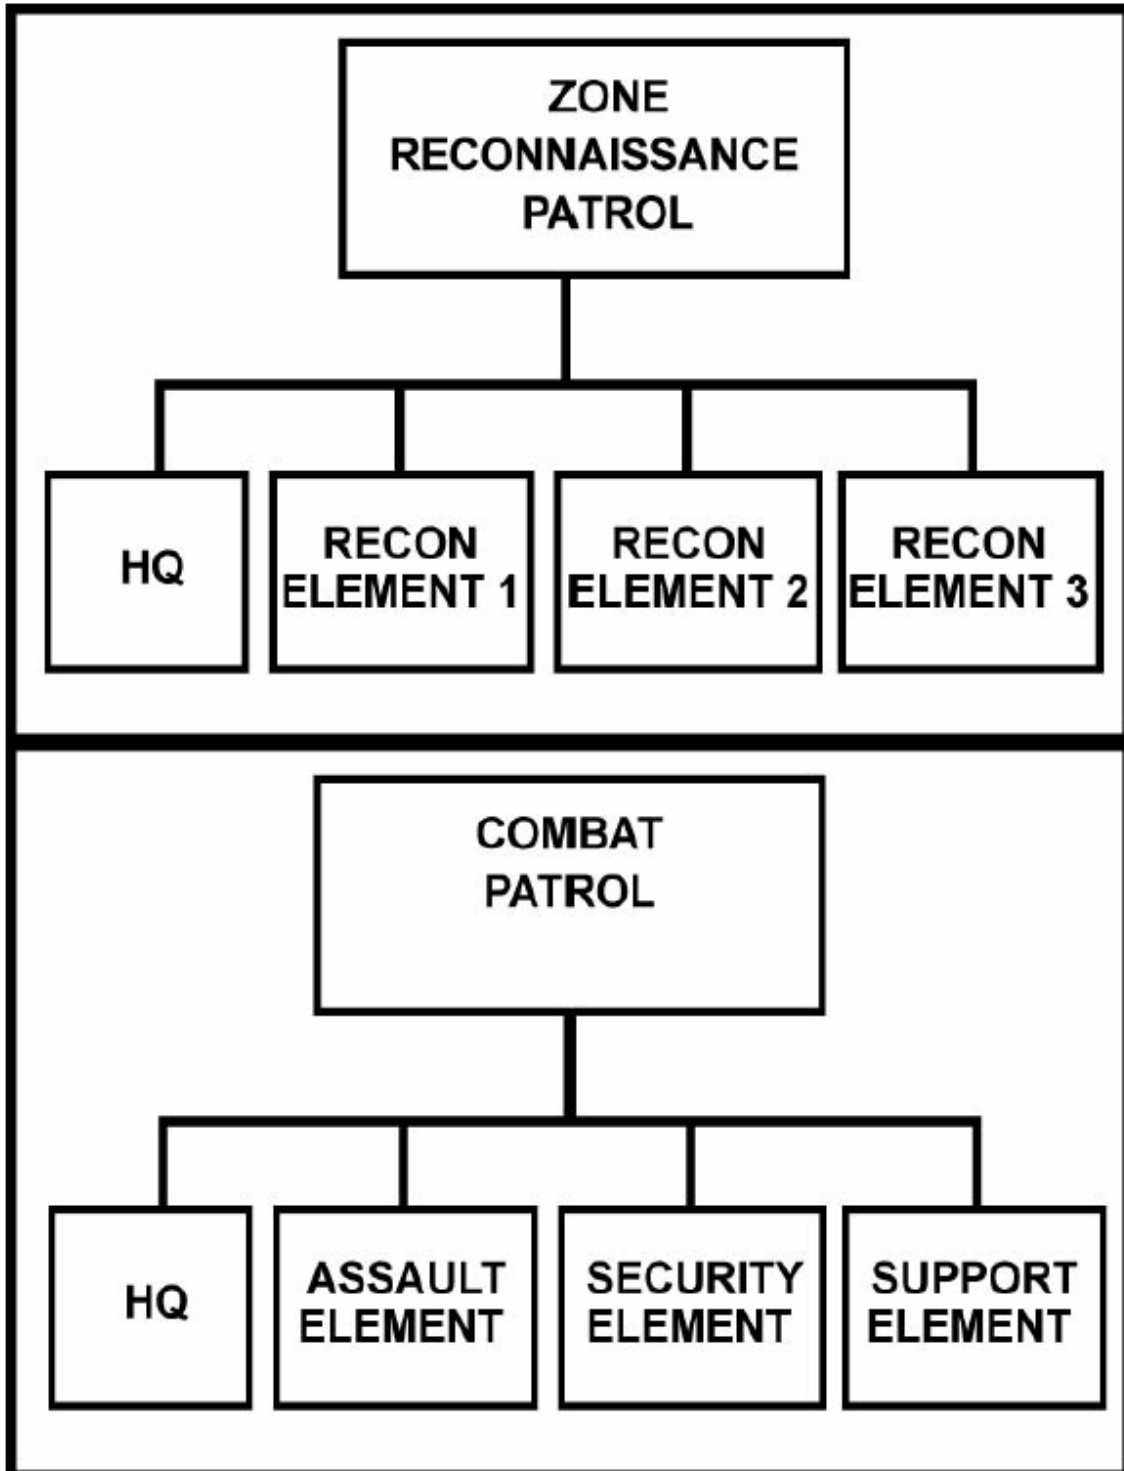 ZONE
RECONNAISSANCE
PATROL
HQ
RECON
ELEMENT 1
RECON
ELEMENT 2
RECON
ELEMENT 3
COMBAT
PATROL
HQ
ASSAULT
ELEMENT
SECURITY
ELEMENT
SUPPORT
ELEMENT